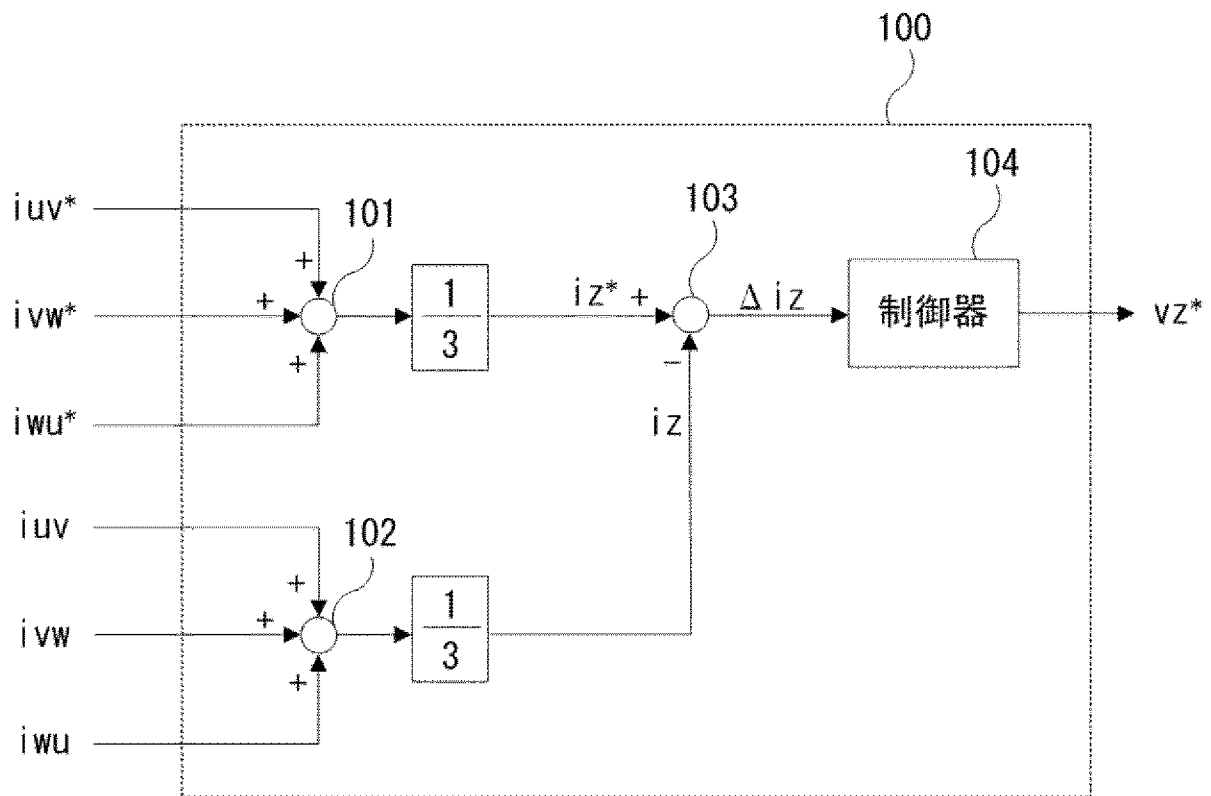 100
104
103
101
iuv*
ivw*
iwu*
+
+
+
1
3
iz* +
Δiz
制御器
vz*
−
iz
iuv
ivw
iwu
102
+
+
+
1
3